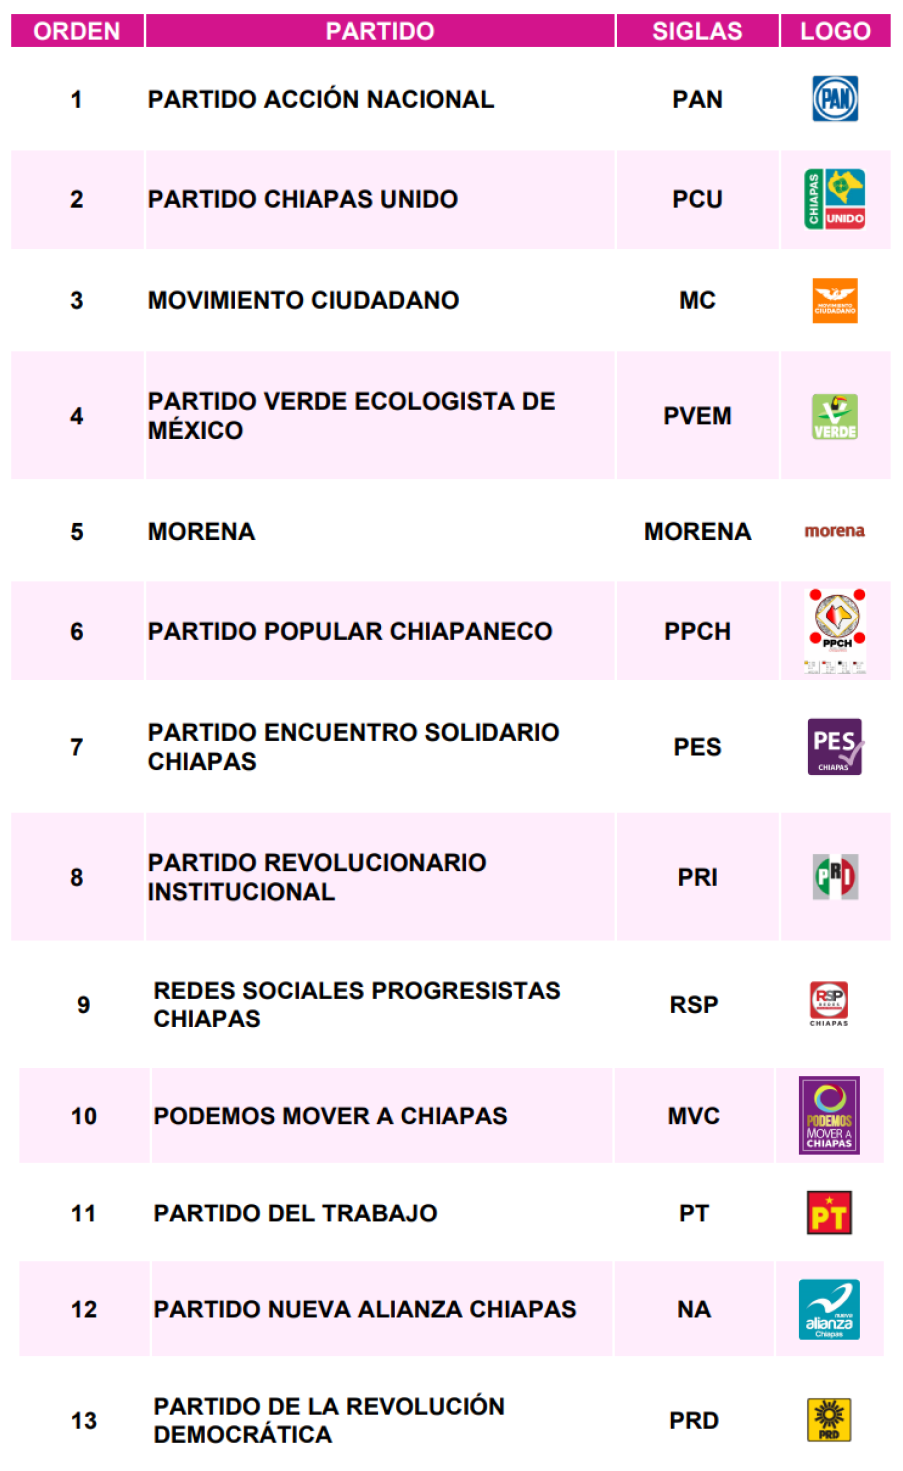 ORDEN PARTIDO SIGLAS LOGO
1 PARTIDO ACCIÓN NACIONAL PAN PAN
2 PARTIDO CHIAPAS UNIDO PCU CHIAPAS UNIDO
3 MOVIMIENTO CIUDADANO MC MOVIMIENTO CIUDADANO
4 PARTIDO VERDE ECOLOGISTA DE
MÉXICO PVEM VERDE
5 MORENA MORENA morena
6 PARTIDO POPULAR CHIAPANECO PPCH PPCH
7 PARTIDO ENCUENTRO SOLIDARIO
CHIAPAS PES PES CHIAPAS
8 PARTIDO REVOLUCIONARIO
INSTITUCIONAL PRI PRI
9 REDES SOCIALES PROGRESISTAS
CHIAPAS RSP RSP REDES CHIAPAS
10 PODEMOS MOVER A CHIAPAS MVC PODEMOS MOVER A CHIAPAS
11 PARTIDO DEL TRABAJO PT PT
12 PARTIDO NUEVA ALIANZA CHIAPAS NA nueva alianza Chiapas
13 PARTIDO DE LA REVOLUCIÓN
DEMOCRÁTICA PRD PRD